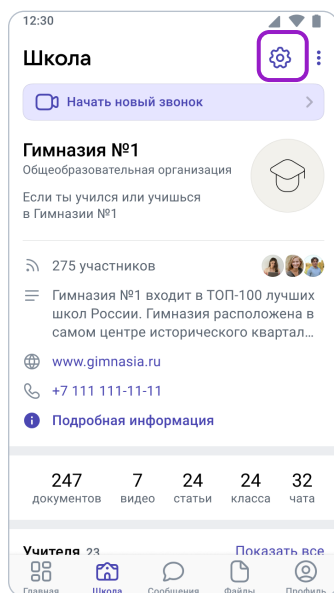 12:30
Школа
Начать новый звонок
Гимназия №1
Общеобразовательная организация
Если ты учился или учишься
в Гимназии №1
275 участников
Гимназия №1 входит в ТОП-100 лучших
школ России. Гимназия расположена в
самом центре исторического квартал...
www.gimnasia.ru
+7 111 111-11-11
Подробная информация
247 7 24 24 32
документов видео статьи класса чата
Учителя 23 Показать все
Главная Школа Сообщения Файлы Профиль